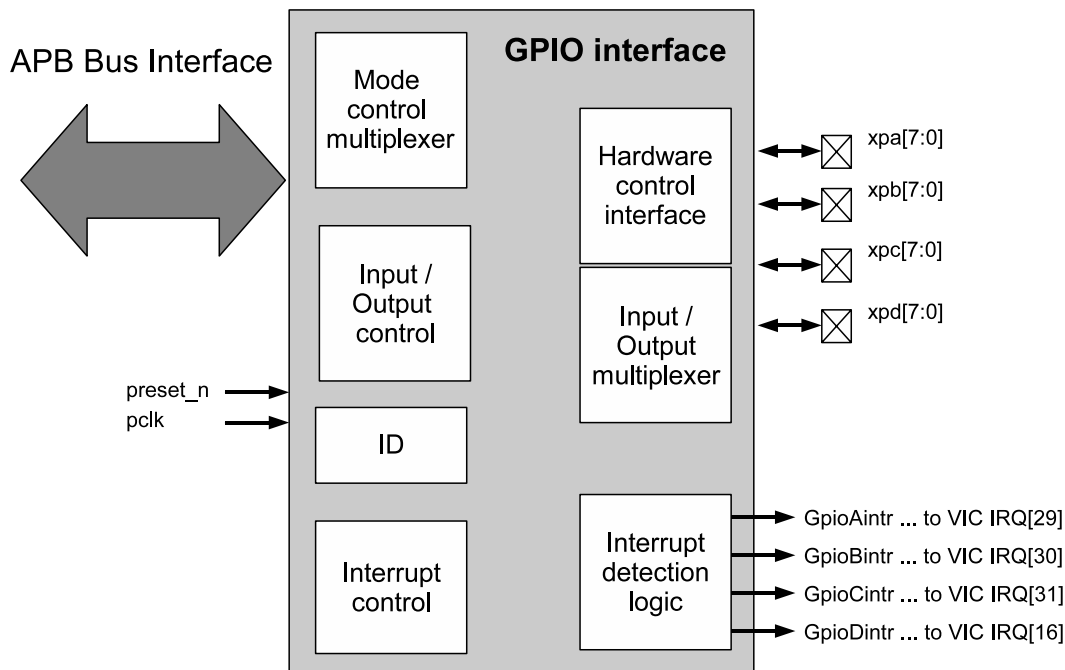 GPIO interface
APB Bus Interface
Mode
control
multiplexer
Hardware
control
interface
xpa[7:0]
xpb[7:0]
xpc[7:0]
xpd[7:0]
Input /
Output
control
Input /
Output
multiplexer
preset_n
pclk
ID
Interrupt
control
Interrupt
detection
logic
GpioAintr ... to VIC IRQ[29]
GpioBintr ... to VIC IRQ[30]
GpioCintr ... to VIC IRQ[31]
GpioDintr ... to VIC IRQ[16]